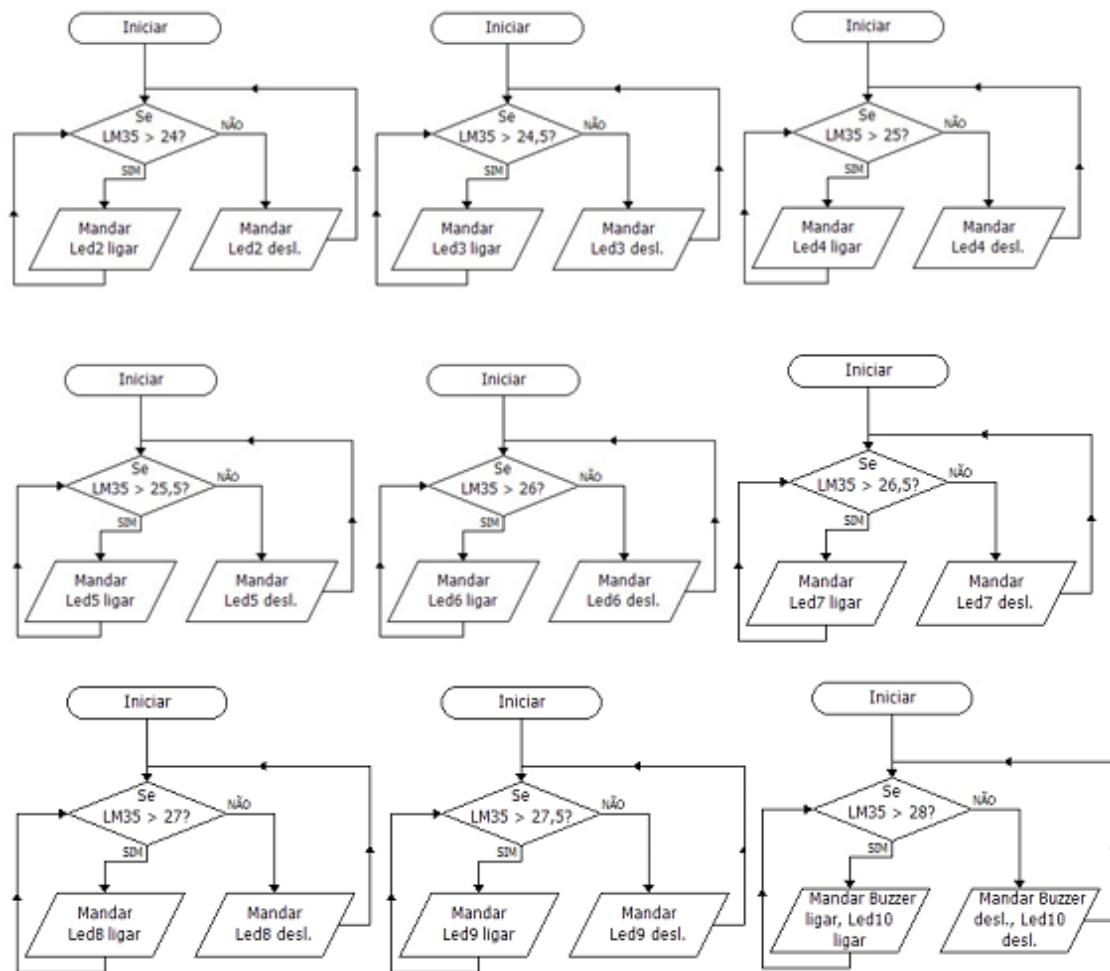 Iniciar
Se
LM35 > 24?
NÃO
SIM
Mandar
Led2 ligar
Mandar
Led2 desl.
Iniciar
Se
LM35 > 24,5?
NÃO
SIM
Mandar
Led3 ligar
Mandar
Led3 desl.
Iniciar
Se
LM35 > 25?
NÃO
SIM
Mandar
Led4 ligar
Mandar
Led4 desl.
Iniciar
Se
LM35 > 25,5?
NÃO
SIM
Mandar
Led5 ligar
Mandar
Led5 desl.
Iniciar
Se
LM35 > 26?
NÃO
SIM
Mandar
Led6 ligar
Mandar
Led6 desl.
Iniciar
Se
LM35 > 26,5?
NÃO
SIM
Mandar
Led7 ligar
Mandar
Led7 desl.
Iniciar
Se
LM35 > 27?
NÃO
SIM
Mandar
Led8 ligar
Mandar
Led8 desl.
Iniciar
Se
LM35 > 27,5?
NÃO
SIM
Mandar
Led9 ligar
Mandar
Led9 desl.
Iniciar
Se
LM35 > 28?
NÃO
SIM
Mandar Buzzer
ligar, Led10
ligar
Mandar Buzzer
desl., Led10
desl.